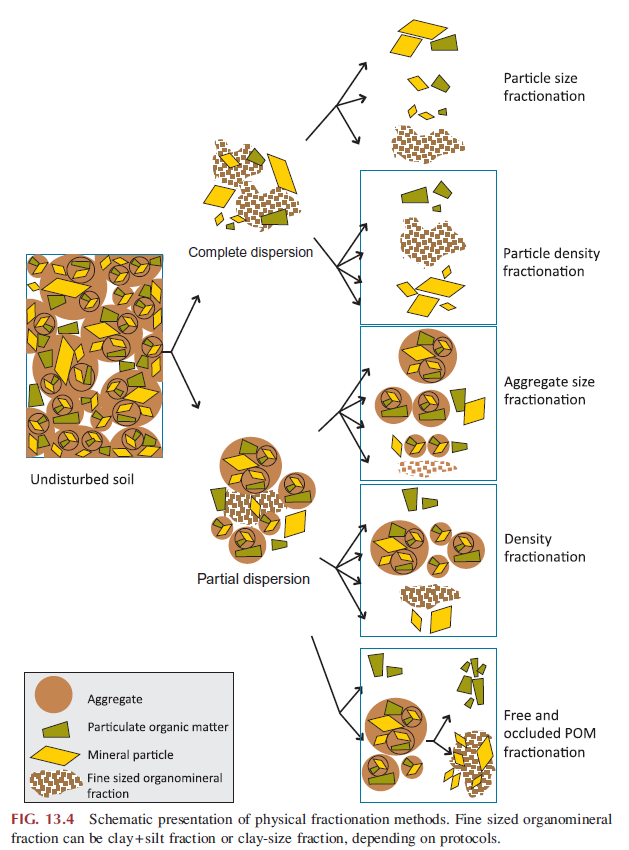 Particle size
fractionation
Complete dispersion
Particle density
fractionation
Aggregate size
fractionation
Undisturbed soil
Density
fractionation
Partial dispersion
Free and
occluded POM
fractionation
Aggregate
Particulate organic matter
Mineral particle
Fine sized organomineral
fraction
FIG. 13.4 Schematic presentation of physical fractionation methods. Fine sized organomineral
fraction can be clay+silt fraction or clay-size fraction, depending on protocols.